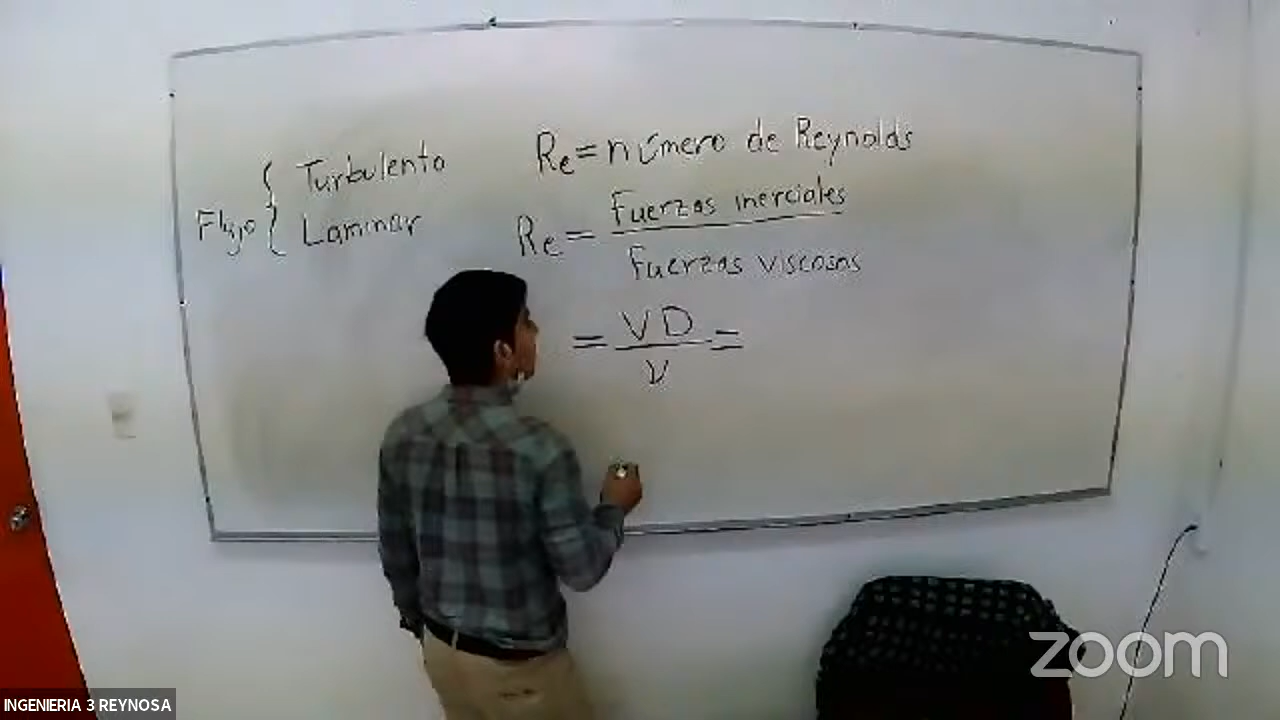 Flujo { Turbulento
Laminar
Re = número de Reynolds
Re = Fuerzas inerciales
Fuerzas viscosas
= VD =
ν
INGENIERIA 3 REYNOSA
zoom